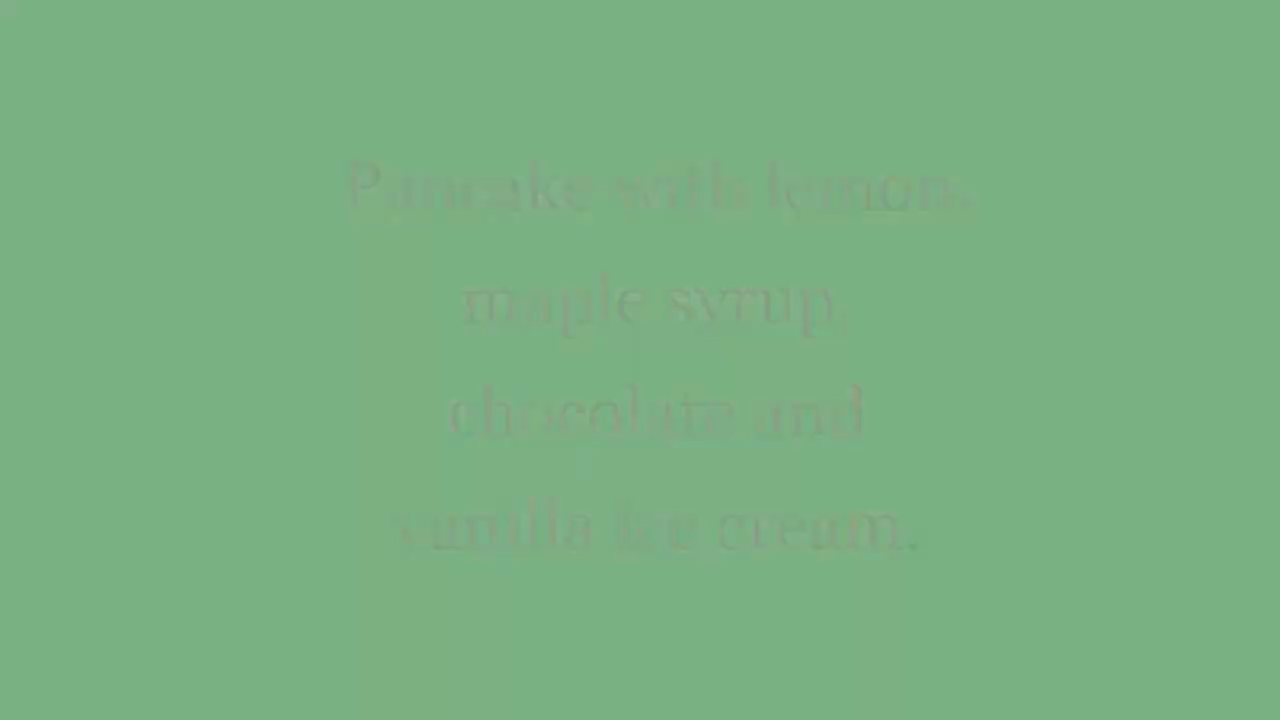 Pancake with lemon,
maple syrup,
chocolate and
vanilla ice cream.